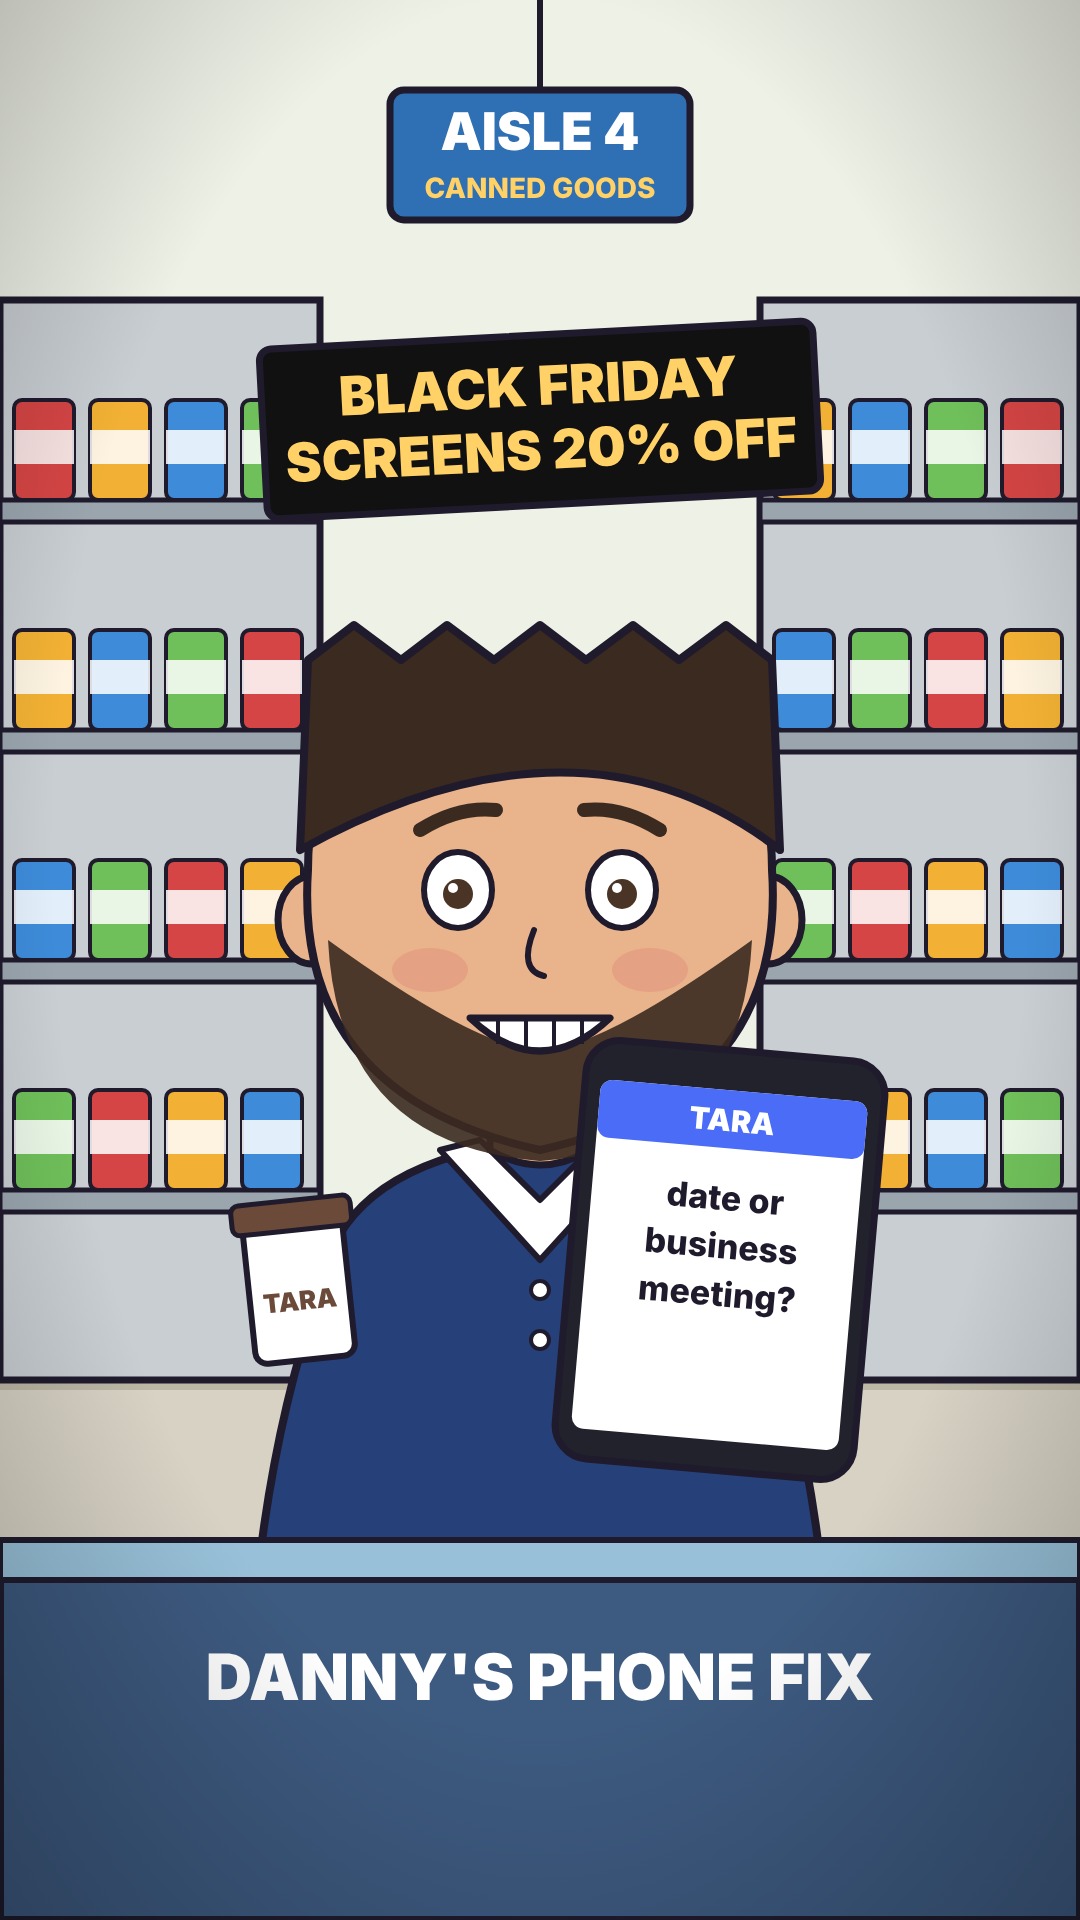 AISLE 4
CANNED GOODS
BLACK FRIDAY
SCREENS 20% OFF
TARA
date or
business
meeting?
TARA
DANNY'S PHONE FIX